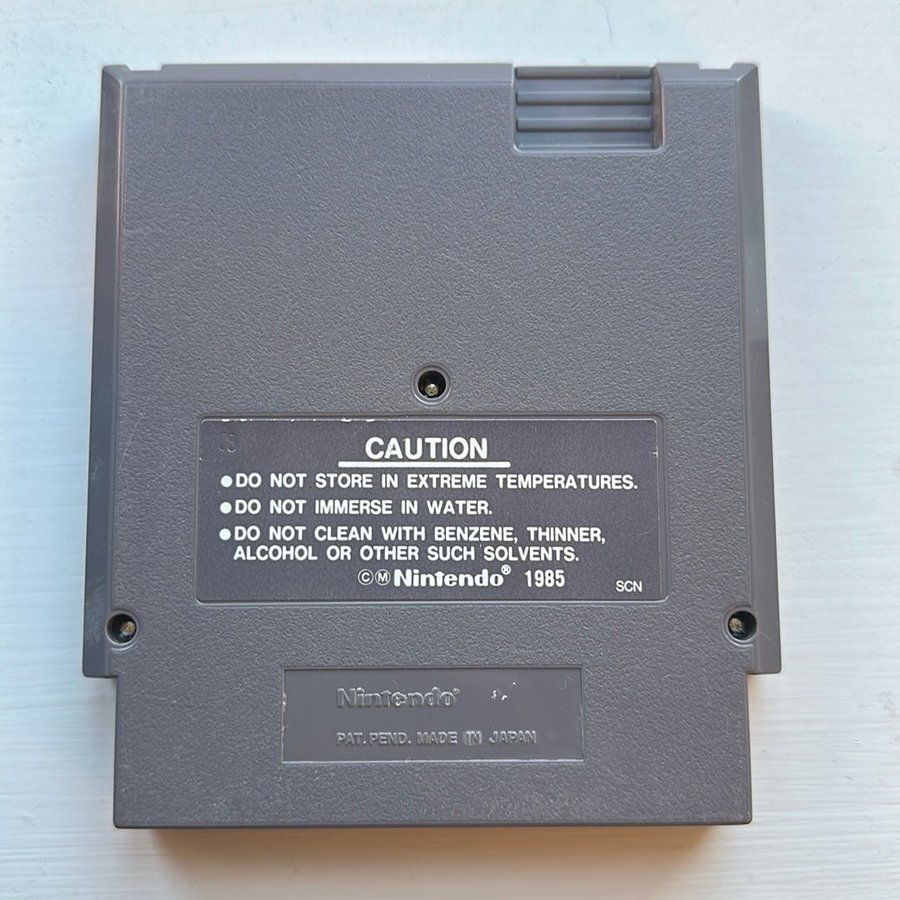 CAUTION
●DO NOT STORE IN EXTREME TEMPERATURES.
●DO NOT IMMERSE IN WATER.
●DO NOT CLEAN WITH BENZENE, THINNER,
ALCOHOL OR OTHER SUCH SOLVENTS.
©Ⓜ Nintendo® 1985
SCN
Nintendo®
PAT. PEND. MADE IN JAPAN